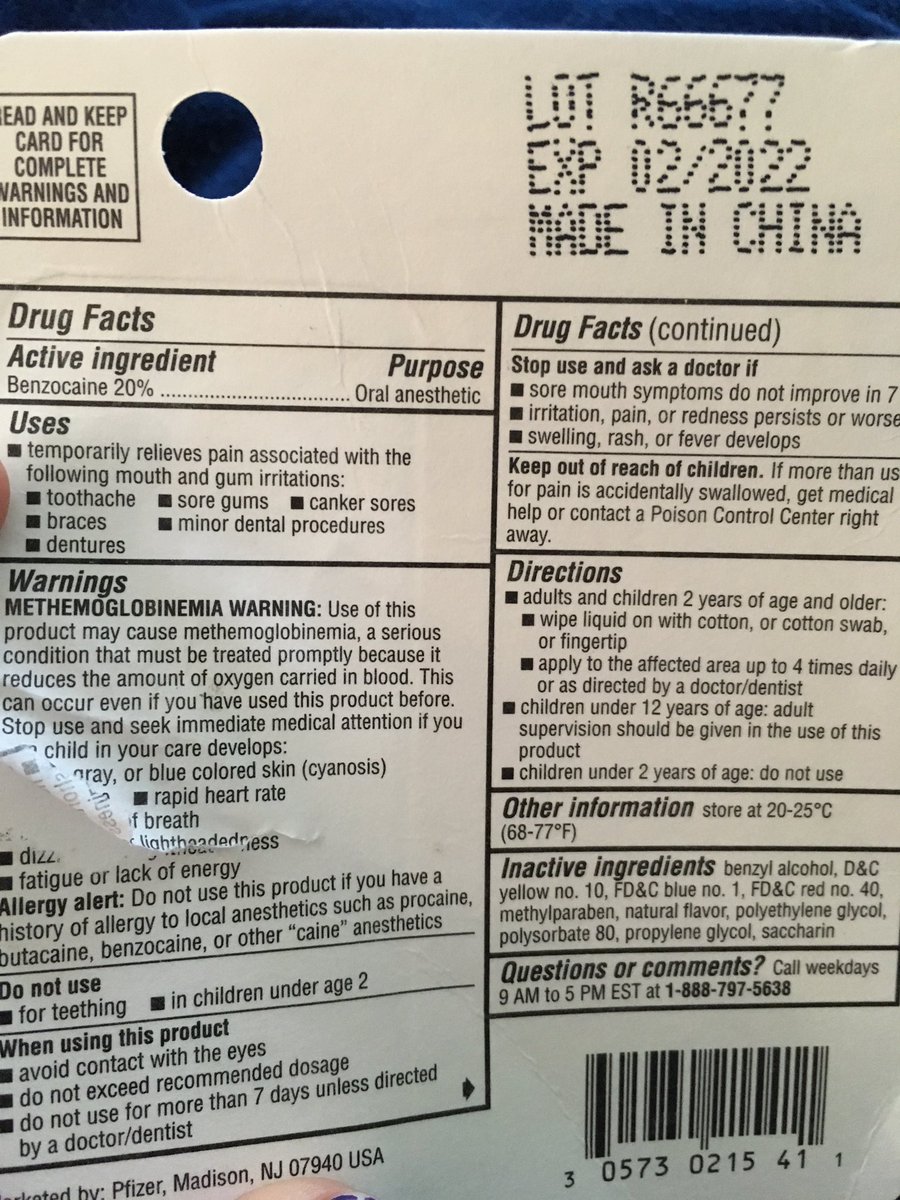 EAD AND KEEP
CARD FOR
COMPLETE
WARNINGS AND
INFORMATION
LOT R66677
EXP 02/2022
MADE IN CHINA
Drug Facts
Active ingredient Purpose
Benzocaine 20% .................................. Oral anesthetic
Uses
■ temporarily relieves pain associated with the
following mouth and gum irritations:
■ toothache ■ sore gums ■ canker sores
■ braces ■ minor dental procedures
■ dentures
Warnings
METHEMOGLOBINEMIA WARNING: Use of this
product may cause methemoglobinemia, a serious
condition that must be treated promptly because it
reduces the amount of oxygen carried in blood. This
can occur even if you have used this product before.
Stop use and seek immediate medical attention if you
child in your care develops:
gray, or blue colored skin (cyanosis)
■ rapid heart rate
of breath
lightheadedness
■ fatigue or lack of energy
Allergy alert: Do not use this product if you have a
history of allergy to local anesthetics such as procaine,
butacaine, benzocaine, or other "caine" anesthetics
Do not use
■ for teething ■ in children under age 2
When using this product
■ avoid contact with the eyes
■ do not exceed recommended dosage
■ do not use for more than 7 days unless directed
by a doctor/dentist
Marketed by: Pfizer, Madison, NJ 07940 USA
Drug Facts (continued)
Stop use and ask a doctor if
■ sore mouth symptoms do not improve in 7
■ irritation, pain, or redness persists or worse
■ swelling, rash, or fever develops
Keep out of reach of children. If more than us
for pain is accidentally swallowed, get medical
help or contact a Poison Control Center right
away.
Directions
■ adults and children 2 years of age and older:
■ wipe liquid on with cotton, or cotton swab,
or fingertip
■ apply to the affected area up to 4 times daily
or as directed by a doctor/dentist
■ children under 12 years of age: adult
supervision should be given in the use of this
product
■ children under 2 years of age: do not use
Other information store at 20-25°C
(68-77°F)
Inactive ingredients benzyl alcohol, D&C
yellow no. 10, FD&C blue no. 1, FD&C red no. 40,
methylparaben, natural flavor, polyethylene glycol,
polysorbate 80, propylene glycol, saccharin
Questions or comments? Call weekdays
9 AM to 5 PM EST at 1-888-797-5638
3 0573 0215 41 1